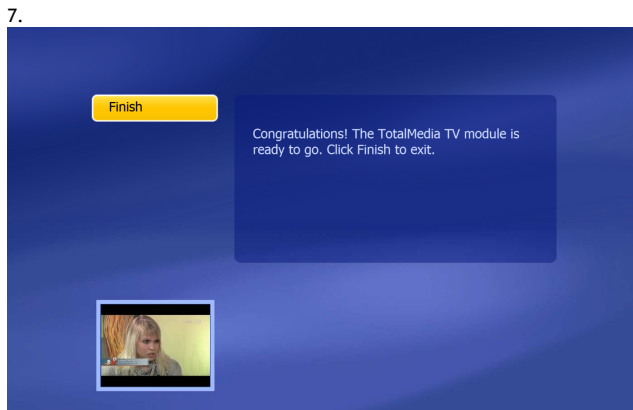 7.
Finish
Congratulations! The TotalMedia TV module is
ready to go. Click Finish to exit.